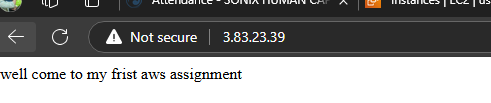 Attendance - SONIX HUMAN CAP
Instances | EC2 | us
Not secure
3.83.23.39
well come to my frist aws assignment